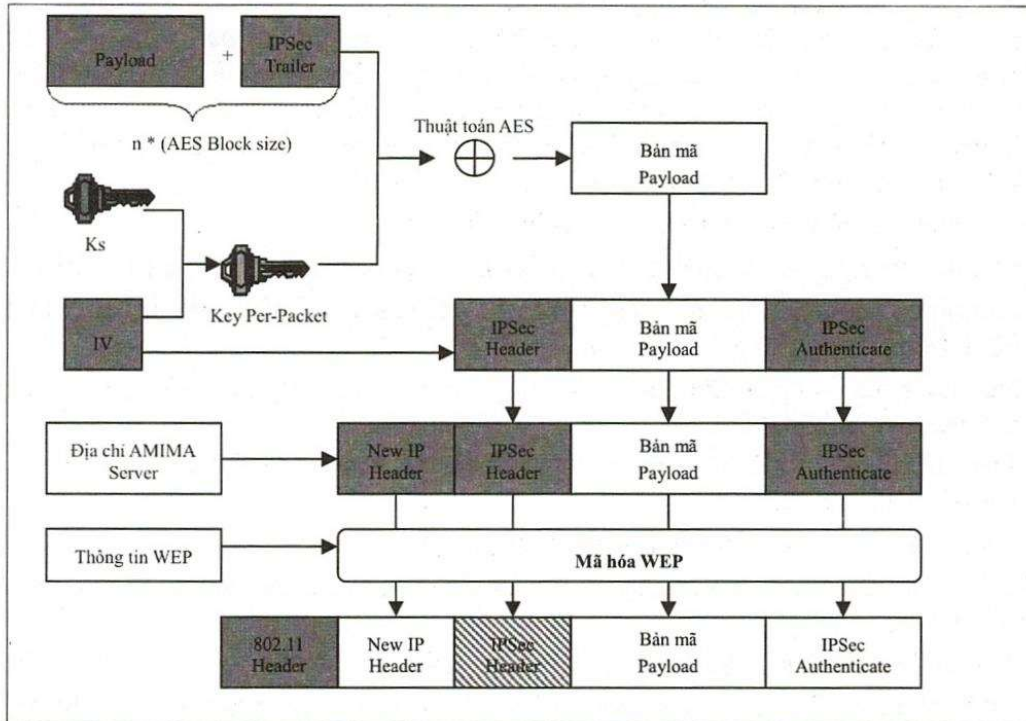 Payload
+
IPSec
Trailer
n * (AES Block size)
Thuật toán AES
Bản mã
Payload
Ks
Key Per-Packet
IV
IPSec
Header
Bản mã
Payload
IPSec
Authenticate
Địa chỉ AMIMA
Server
New IP
Header
IPSec
Header
Bản mã
Payload
IPSec
Authenticate
Thông tin WEP
Mã hóa WEP
802.11
Header
New IP
Header
IPSec
Header
Bản mã
Payload
IPSec
Authenticate